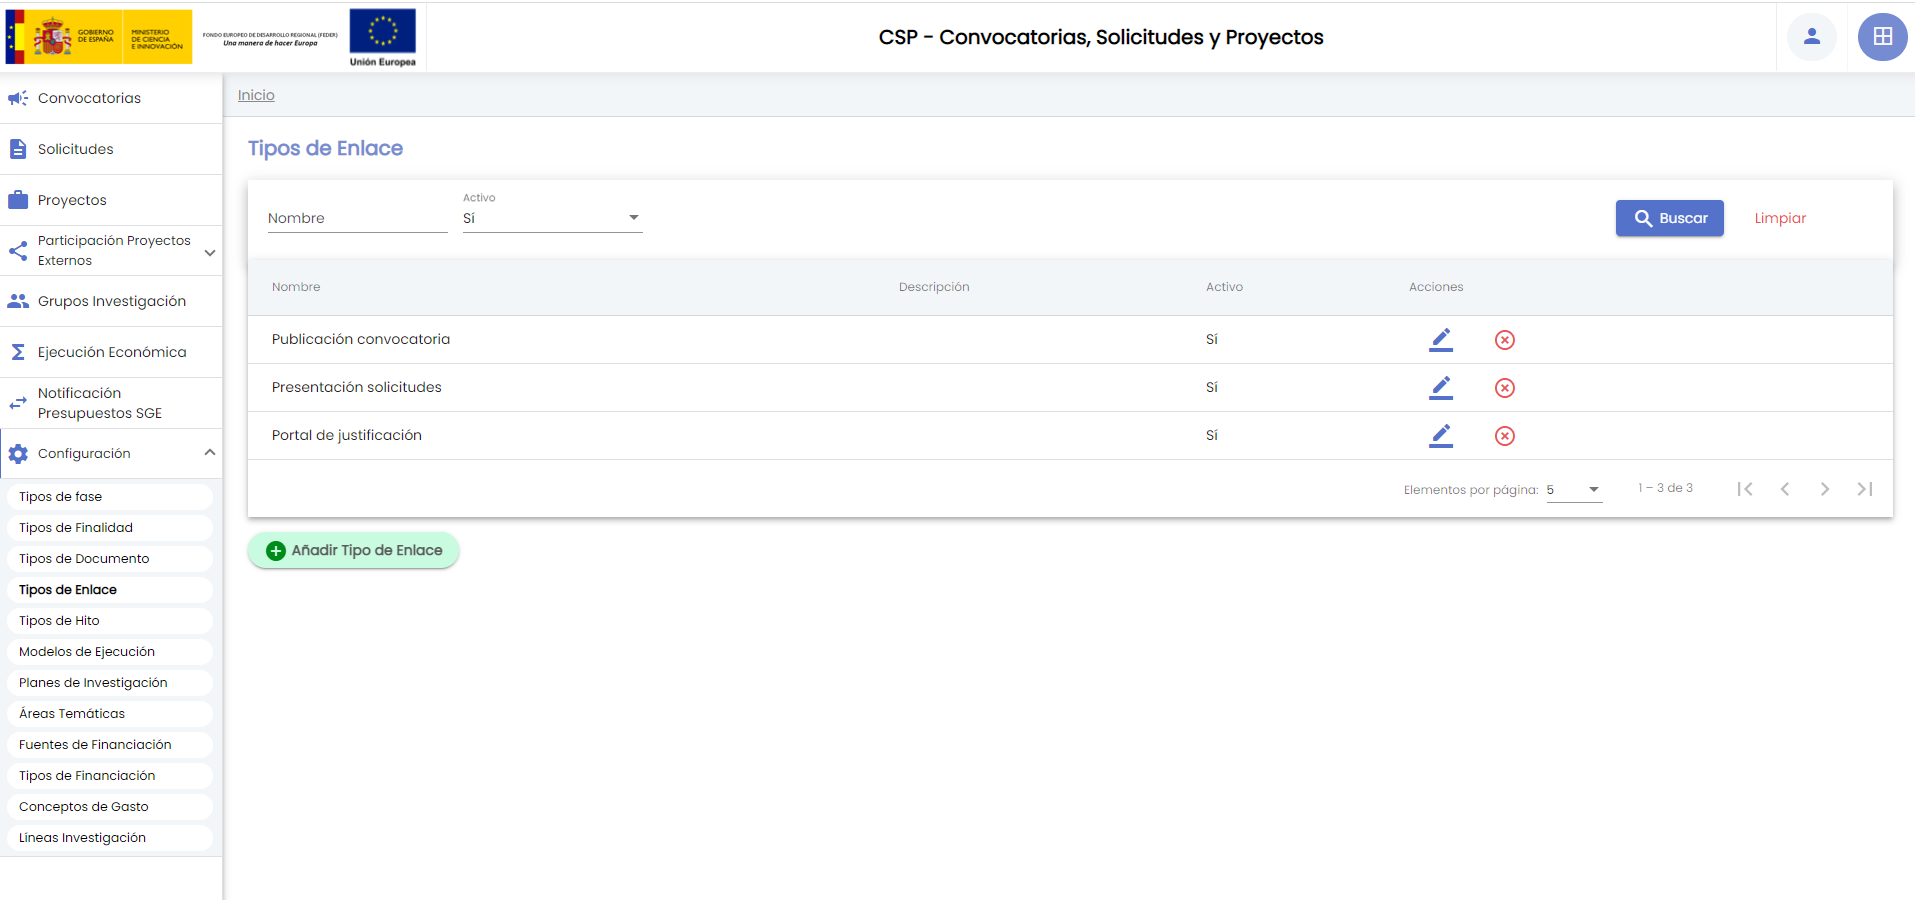 GOBIERNO
DE ESPAÑA
MINISTERIO
DE CIENCIA
E INNOVACIÓN
FONDO EUROPEO DE DESARROLLO REGIONAL (FEDER)
Una manera de hacer Europa
Unión Europea
CSP - Convocatorias, Solicitudes y Proyectos
Convocatorias
Solicitudes
Proyectos
Participación Proyectos
Externos
Grupos Investigación
Ejecución Económica
Notificación
Presupuestos SGE
Configuración
Tipos de fase
Tipos de Finalidad
Tipos de Documento
Tipos de Enlace
Tipos de Hito
Modelos de Ejecución
Planes de Investigación
Áreas Temáticas
Fuentes de Financiación
Tipos de Financiación
Conceptos de Gasto
Líneas Investigación
Inicio
Tipos de Enlace
Nombre
Activo
Sí
Buscar
Limpiar
Nombre Descripción Activo Acciones
Publicación convocatoria Sí
Presentación solicitudes Sí
Portal de justificación Sí
Elementos por página: 5 1 – 3 de 3
Añadir Tipo de Enlace